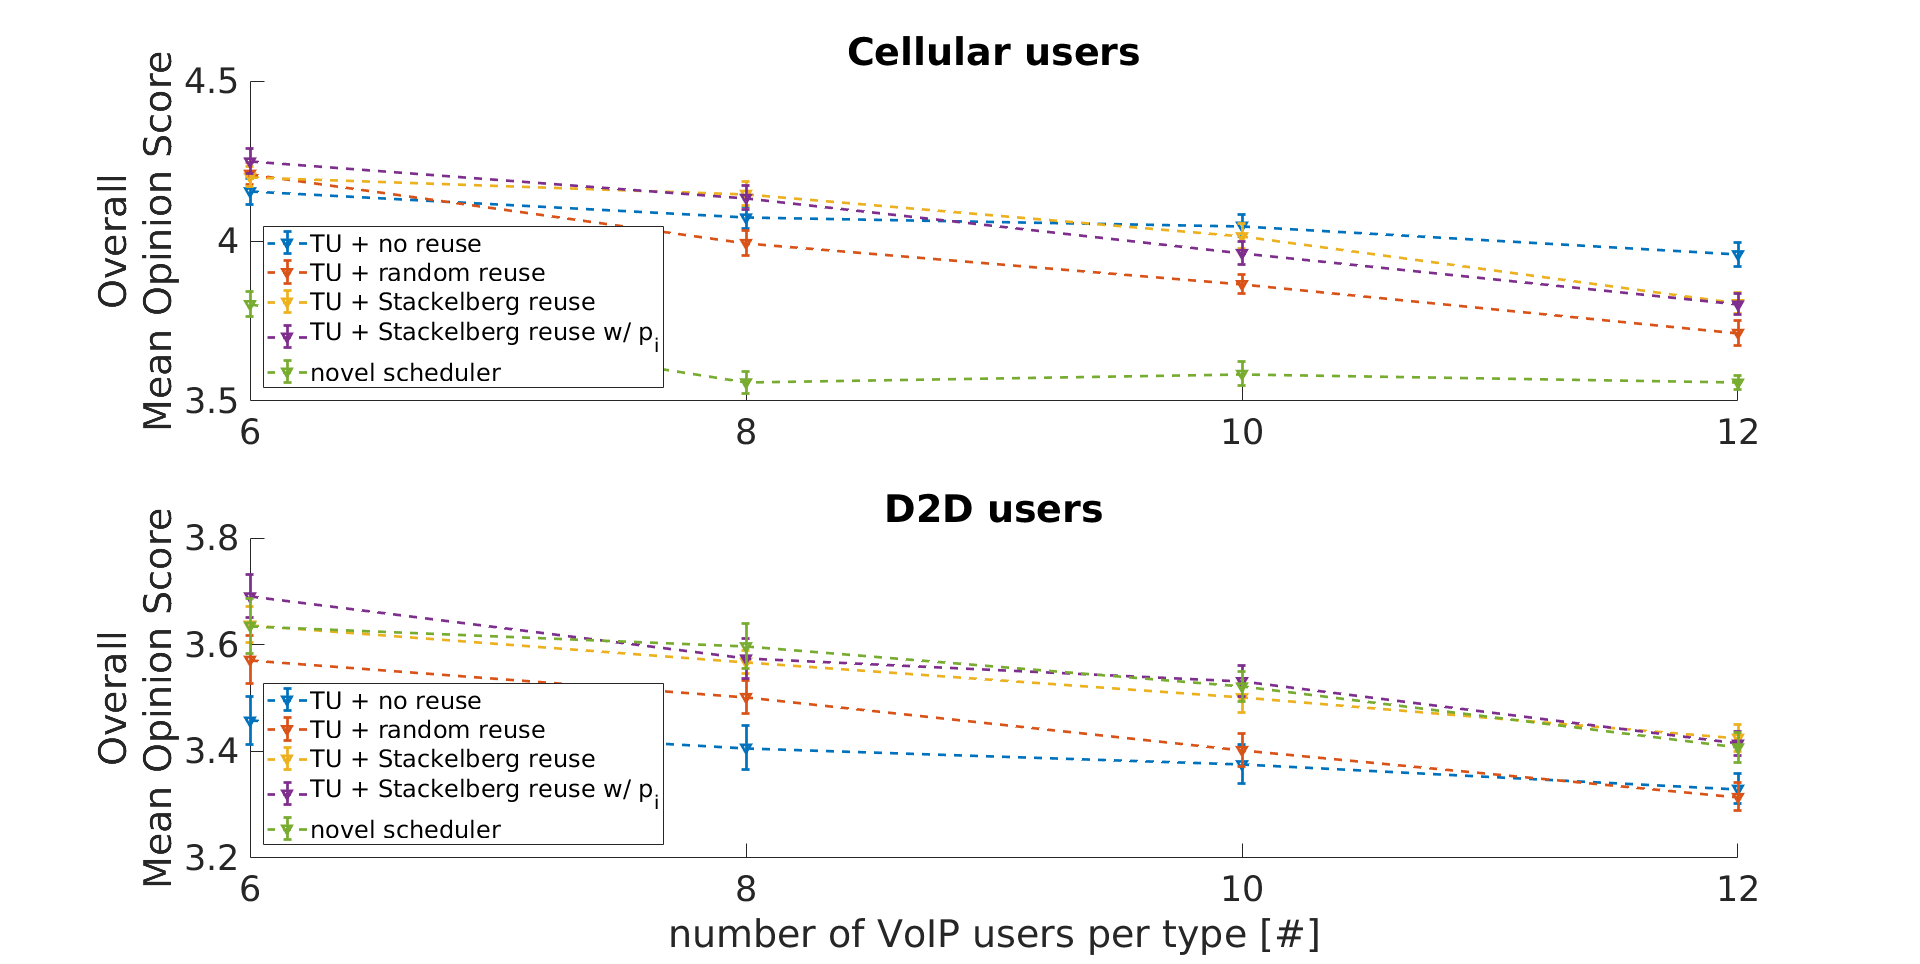 Cellular users
Overall
Mean Opinion Score
4.5
4
3.5
TU + no reuse
TU + random reuse
TU + Stackelberg reuse
TU + Stackelberg reuse w/ p_i
novel scheduler
6 8 10 12
D2D users
Overall
Mean Opinion Score
3.8
3.6
3.4
3.2
TU + no reuse
TU + random reuse
TU + Stackelberg reuse
TU + Stackelberg reuse w/ p_i
novel scheduler
6 8 10 12
number of VoIP users per type [#]